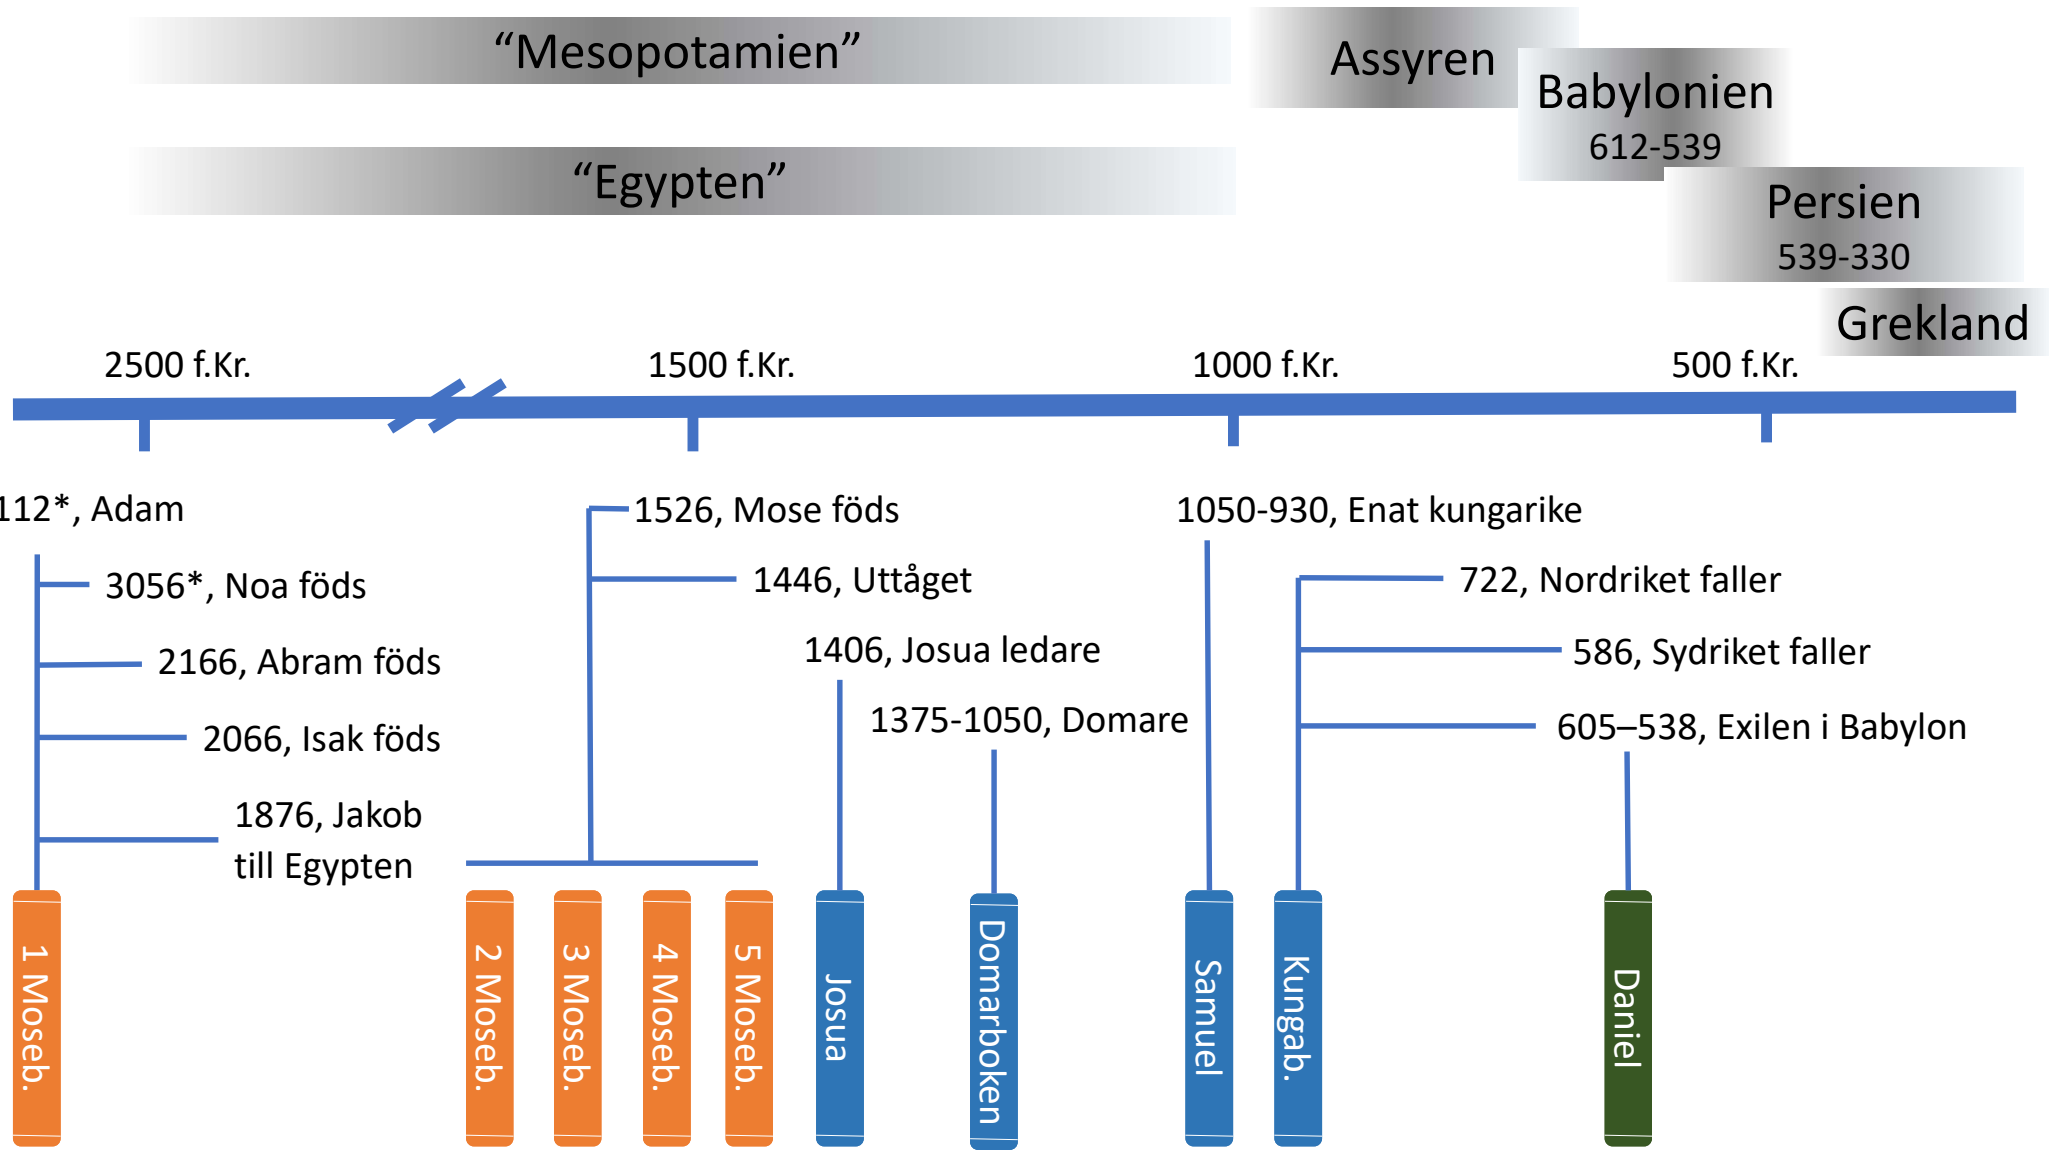 “Mesopotamien”
Assyren
Babylonien
612-539
“Egypten”
Persien
539-330
Grekland
2500 f.Kr.
1500 f.Kr.
1000 f.Kr.
500 f.Kr.
112*, Adam
1526, Mose föds
1050-930, Enat kungarike
3056*, Noa föds
1446, Uttåget
722, Nordriket faller
2166, Abram föds
1406, Josua ledare
586, Sydriket faller
2066, Isak föds
1375-1050, Domare
605–538, Exilen i Babylon
1876, Jakob
till Egypten
1 Moseb.
2 Moseb.
3 Moseb.
4 Moseb.
5 Moseb.
Josua
Domarboken
Samuel
Kungab.
Daniel